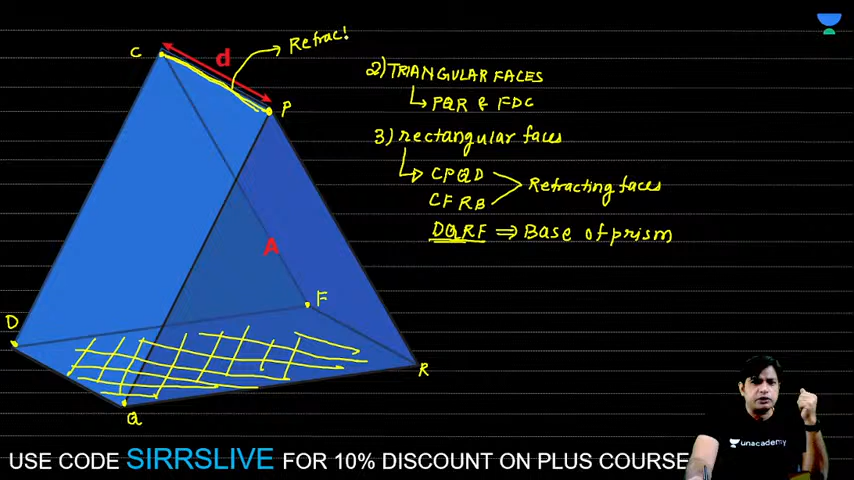 C
d
Refrac!
P
2) TRIANGULAR FACES
PQR & FDC
3) rectangular faces
CPQD
CFRB
Refracting faces
DQRF ⇒ Base of prism
A
F
D
R
Q
unacademy
USE CODE SIRRSLIVE FOR 10% DISCOUNT ON PLUS COURSE